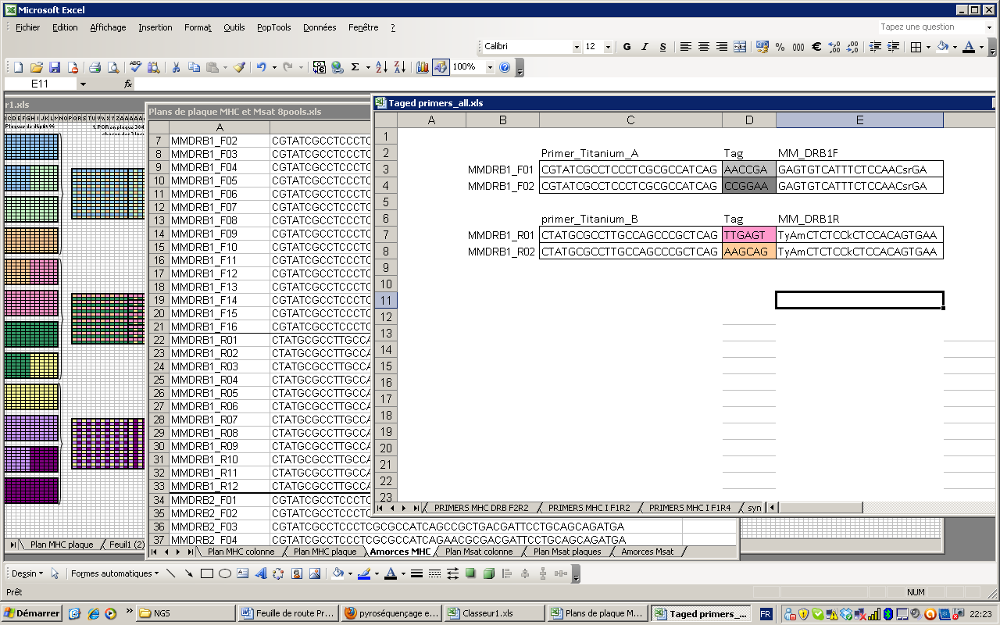 Microsoft Excel
Fichier Edition Affichage Insertion Format Outils PopTools Données Fenêtre ? Tapez une question
Calibri 12 G I S % 000 €
100%
E11 fx
r1.xls
Plaques de dépôt 96 1. PCR en plaque 384
Plans de plaque MHC et Msat 8pools.xls
A
7 MMDRB1_F02 CGTATCGCCTCCCTC
8 MMDRB1_F03 CGTATCGCCTCCCTC
9 MMDRB1_F04 CGTATCGCCTCCCTC
10 MMDRB1_F05 CGTATCGCCTCCCTC
11 MMDRB1_F06 CGTATCGCCTCCCTC
12 MMDRB1_F07 CGTATCGCCTCCCTC
13 MMDRB1_F08 CGTATCGCCTCCCTC
14 MMDRB1_F09 CGTATCGCCTCCCTC
15 MMDRB1_F10 CGTATCGCCTCCCTC
16 MMDRB1_F11 CGTATCGCCTCCCTC
17 MMDRB1_F12 CGTATCGCCTCCCTC
18 MMDRB1_F13 CGTATCGCCTCCCTC
19 MMDRB1_F14 CGTATCGCCTCCCTC
20 MMDRB1_F15 CGTATCGCCTCCCTC
21 MMDRB1_F16 CGTATCGCCTCCCTC
22 MMDRB1_R01 CTATGCGCCTTGCCA
23 MMDRB1_R02 CTATGCGCCTTGCCA
24 MMDRB1_R03 CTATGCGCCTTGCCA
25 MMDRB1_R04 CTATGCGCCTTGCCA
26 MMDRB1_R05 CTATGCGCCTTGCCA
27 MMDRB1_R06 CTATGCGCCTTGCCA
28 MMDRB1_R07 CTATGCGCCTTGCCA
29 MMDRB1_R08 CTATGCGCCTTGCCA
30 MMDRB1_R09 CTATGCGCCTTGCCA
31 MMDRB1_R10 CTATGCGCCTTGCCA
32 MMDRB1_R11 CTATGCGCCTTGCCA
33 MMDRB1_R12 CTATGCGCCTTGCCA
34 MMDRB2_F01 CGTATCGCCTCCCTC
35 MMDRB2_F02 CGTATCGCCTCCCTC
36 MMDRB2_F03 CGTATCGCCTCCCTCGCGCCATCAGCCGCTGACGATTCCTGCAGCAGATGA
37 MMDRB2_F04 CGTATCGCCTCCCTCGCGCCATCAGAACGCGACGATTCCTGCAGCAGATGA
Plan MHC colonne Plan MHC plaque Amorces MHC Plan Msat colonne Plan Msat plaques Amorces Msat
Plan MHC plaque Feuil1 (2)
Taged primers_all.xls
A B C D E
1
2 Primer_Titanium_A Tag MM_DRB1F
3 MMDRB1_F01 CGTATCGCCTCCCTCGCGCCATCAG AACCGA GAGTGTCATTTCTCCAACsrGA
4 MMDRB1_F02 CGTATCGCCTCCCTCGCGCCATCAG CCGGAA GAGTGTCATTTCTCCAACsrGA
5
6 primer_Titanium_B Tag MM_DRB1R
7 MMDRB1_R01 CTATGCGCCTTGCCAGCCCGCTCAG TTGAGT TyAmCTCTCCkCTCCACAGTGAA
8 MMDRB1_R02 CTATGCGCCTTGCCAGCCCGCTCAG AAGCAG TyAmCTCTCCkCTCCACAGTGAA
9
10
11
12
13
14
15
16
17
18
19
20
21
22
23
PRIMERS MHC DRB F2R2 PRIMERS MHC I F1R2 PRIMERS MHC I F1R4 syn
Dessin Formes automatiques
Prêt NUM
Démarrer NGS Feuille de route Pr... pyroséquençage e... Classeur1.xls Plans de plaque M... Taged primers_... FR 22:23